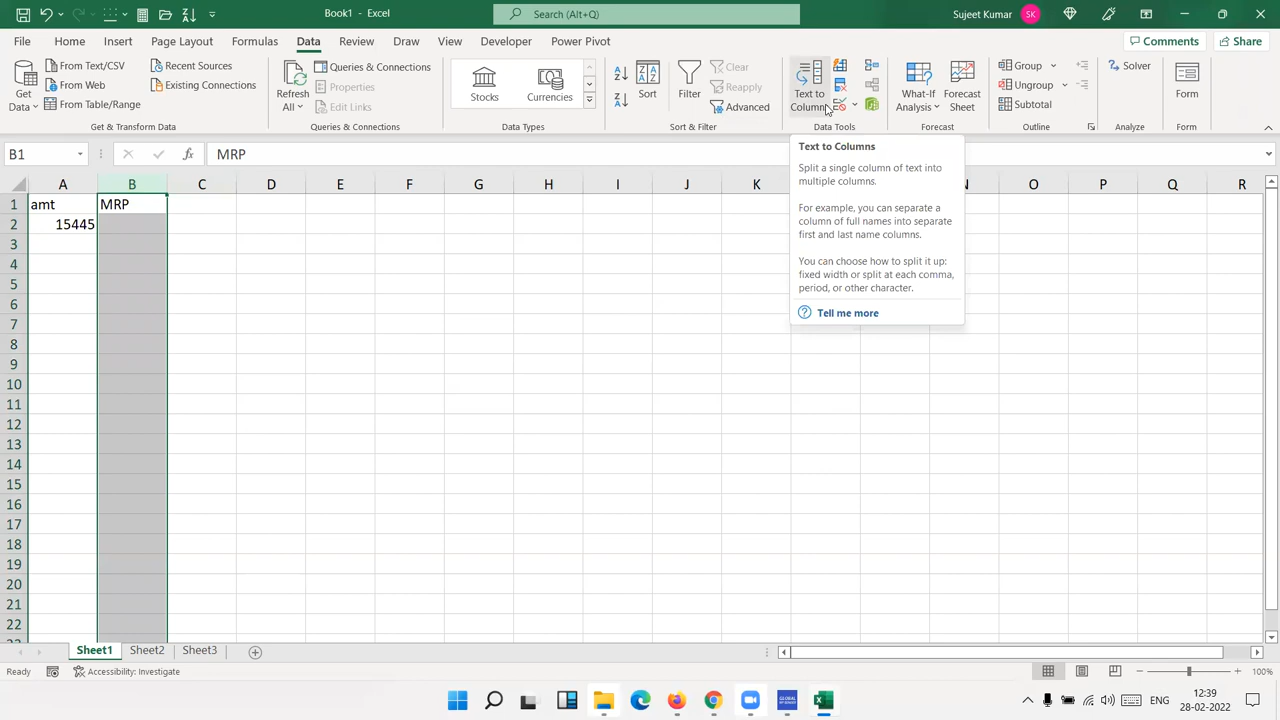 Book1 - Excel
Search (Alt+Q)
Sujeet Kumar
SK
File
Home
Insert
Page Layout
Formulas
Data
Review
View
Developer
Power Pivot
Comments
Share
Get
Data
From Text/CSV
From Web
From Table/Range
Recent Sources
Existing Connections
Get & Transform Data
Refresh
All
Queries & Connections
Properties
Edit Links
Queries & Connections
Stocks
Currencies
Data Types
Sort
Filter
Clear
Reapply
Advanced
Sort & Filter
Text to
Columns
Data Tools
What-If
Analysis
Forecast
Sheet
Forecast
Group
Ungroup
Subtotal
Outline
Solver
Analyze
Form
Form
B1
fx
MRP
A B C D E F G H I J K N O P Q R
1 amt MRP
2 15445
3
4
5
6
7
8
9
10
11
12
13
14
15
16
17
18
19
20
21
22
Text to Columns
Split a single column of text into
multiple columns.
For example, you can separate a
column of full names into separate
first and last name columns.
You can choose how to split it up:
fixed width or split at each comma,
period, or other character.
Tell me more
Sheet1
Sheet2
Sheet3
Ready
Accessibility: Investigate
100%
ENG
12:39
28-02-2022